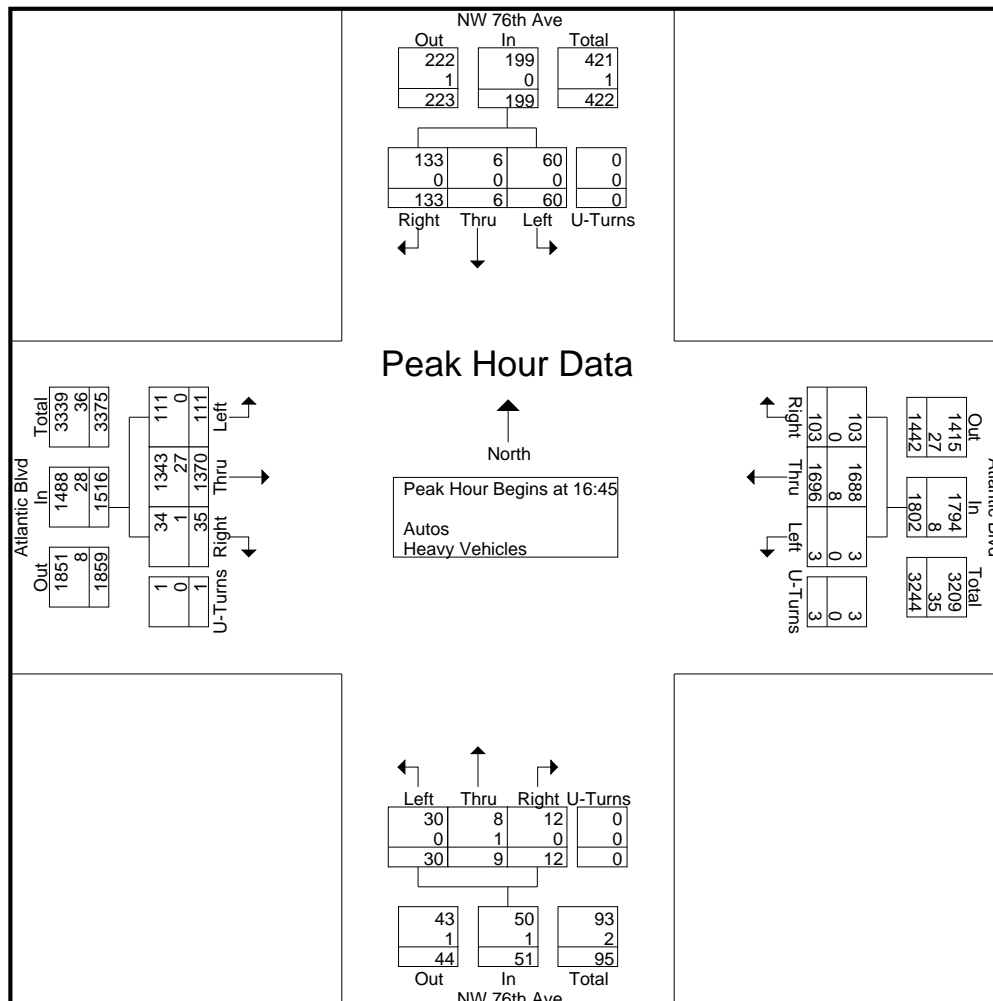 NW 76th Ave
Out In Total
222 199 421
1 0 1
223 199 422
133 6 60 0
0 0 0 0
133 6 60 0
Right Thru Left U-Turns
Peak Hour Data
North
Peak Hour Begins at 16:45
Autos
Heavy Vehicles
Atlantic Blvd
Total In Out
3339 1488 1851
36 28 8
3375 1516 1859
111 1343 34 1
0 27 1 0
111 1370 35 1
Left Thru Right U-Turns
Atlantic Blvd
Out In Total
1415 1794 3209
27 8 35
1442 1802 3244
103 1688 3 3
0 8 0 0
103 1696 3 3
Right Thru Left U-Turns
Left Thru Right U-Turns
30 8 12 0
0 1 0 0
30 9 12 0
43 50 93
1 1 2
44 51 95
Out In Total
NW 76th Ave